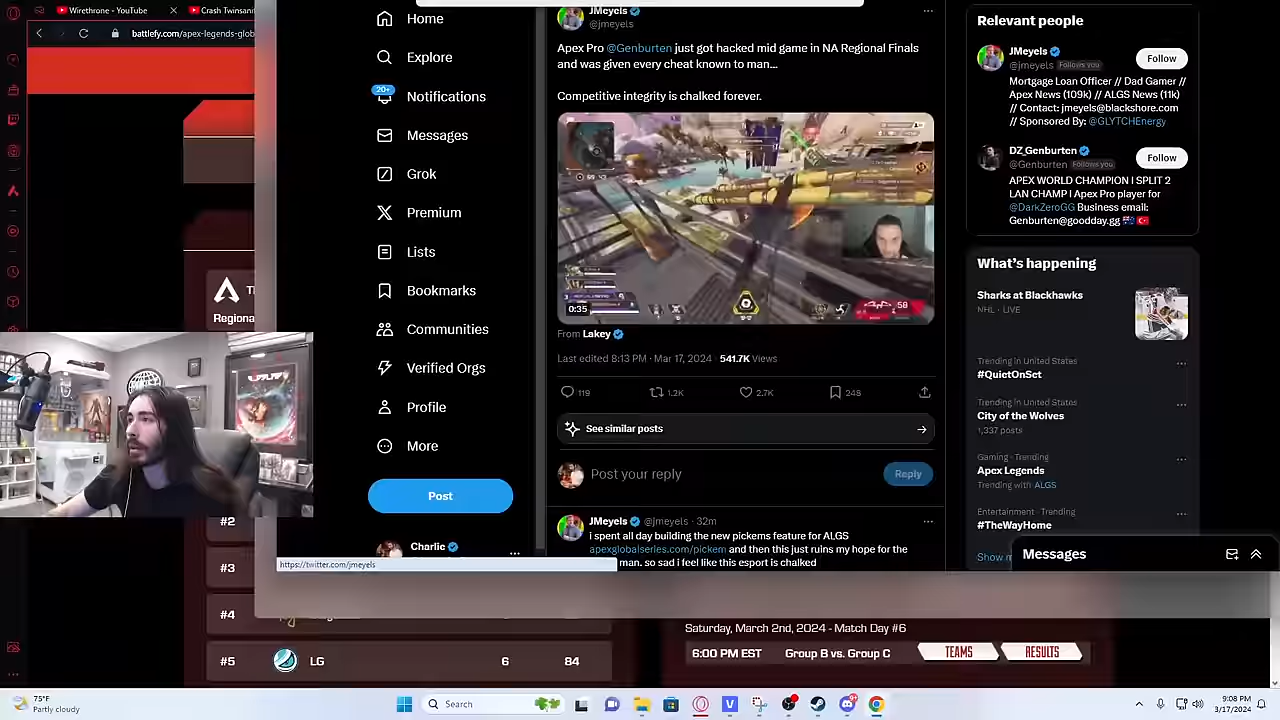 Wirethrone - YouTube
Crash Twinsani
battlefy.com/apex-legends-glob
Regiona
#2
#3
#4
#5
LG
6
84
Home
Explore
20+
Notifications
Messages
Grok
Premium
Lists
Bookmarks
Communities
Verified Orgs
Profile
More
Post
Charlie
https://twitter.com/jmeyels
JMeyels
@jmeyels
Apex Pro @Genburten just got hacked mid game in NA Regional Finals
and was given every cheat known to man...
Competitive integrity is chalked forever.
0:35
58
From Lakey
Last edited 8:13 PM · Mar 17, 2024 · 541.7K Views
119
1.2K
2.7K
248
See similar posts
Post your reply
Reply
JMeyels @jmeyels · 32m
i spent all day building the new pickems feature for ALGS
apexglobalseries.com/pickem and then this just ruins my hope for the
man. so sad i feel like this esport is chalked
Relevant people
JMeyels
Follow
@jmeyels Follows you
Mortgage Loan Officer // Dad Gamer //
Apex News (109k) // ALGS News (11k)
// Contact: jmeyels@blackshore.com
// Sponsored By: @GLYTCHEnergy
DZ_Genburten
Follow
@Genburten Follows you
APEX WORLD CHAMPION | SPLIT 2
LAN CHAMP | Apex Pro player for
@DarkZeroGG Business email:
Genburten@goodday.gg
What's happening
Sharks at Blackhawks
NHL · LIVE
Trending in United States
#QuietOnSet
Trending in United States
City of the Wolves
1,337 posts
Gaming · Trending
Apex Legends
Trending with ALGS
Entertainment · Trending
#TheWayHome
Show m
Messages
Saturday, March 2nd, 2024 - Match Day #6
6:00 PM EST
Group B vs. Group C
TEAMS
RESULTS
75°F
Partly cloudy
Search
9:08 PM
3/17/2024